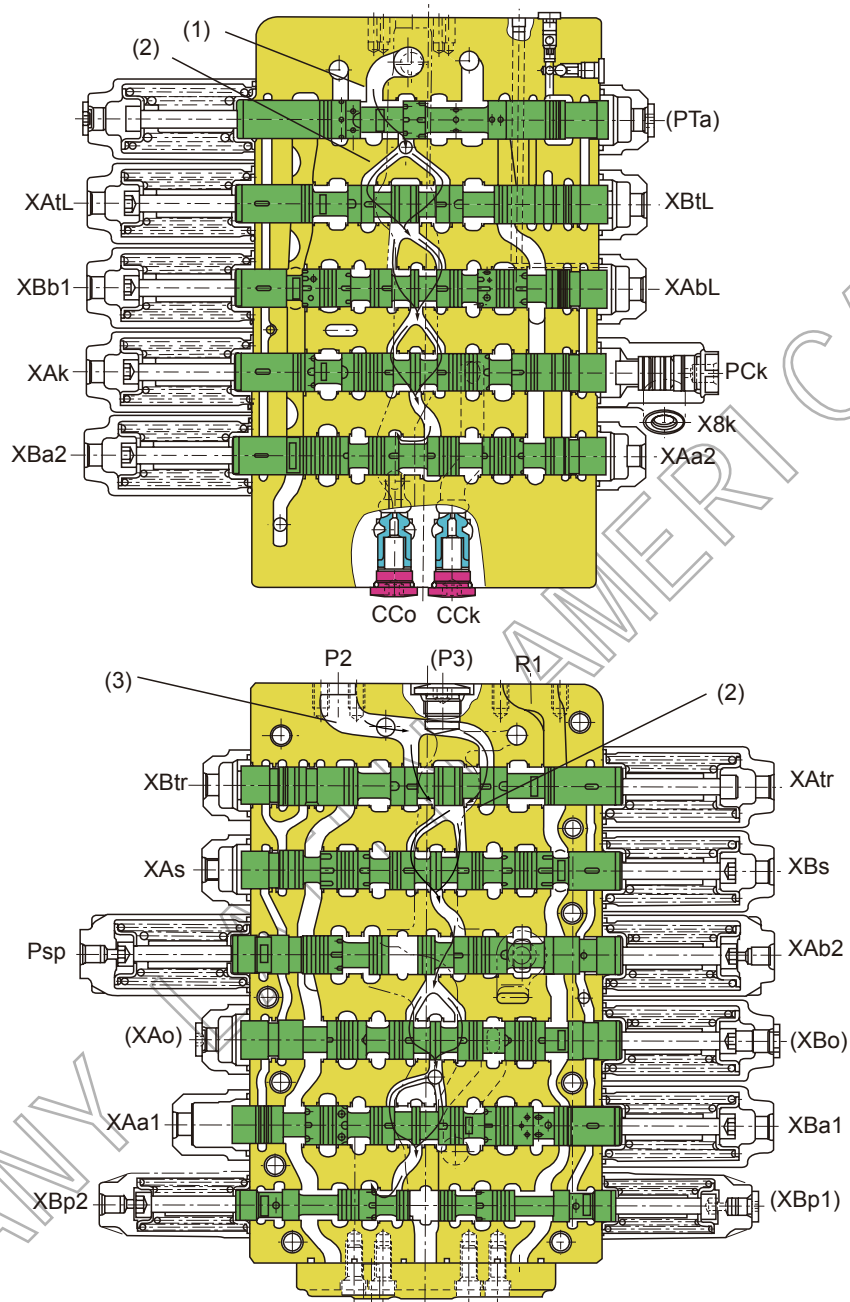 (1)
(2)
(PTa)
XAtL
XBtL
XBb1
XAbL
XAk
PCk
X8k
XBa2
XAa2
CCo
CCk
P2
(P3)
R1
(3)
(2)
XBtr
XAtr
XAs
XBs
Psp
XAb2
(XAo)
(XBo)
XAa1
XBa1
XBp2
(XBp1)